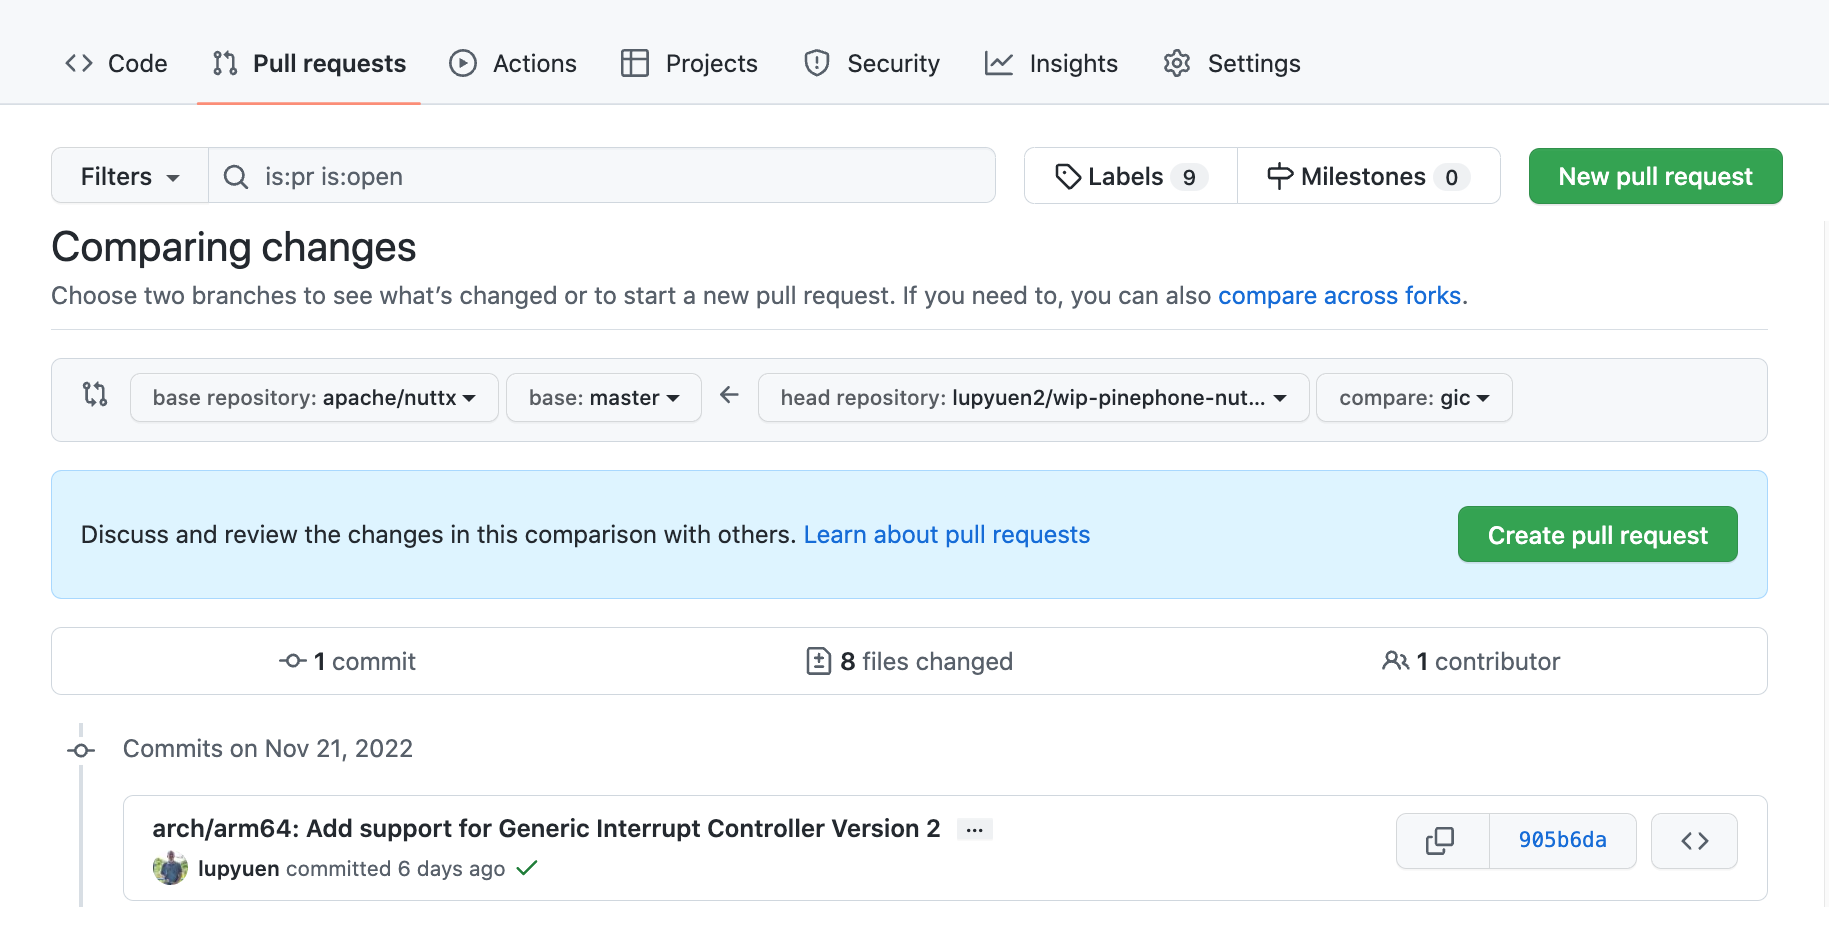 Code Pull requests Actions Projects Security Insights Settings
Filters is:pr is:open Labels 9 Milestones 0 New pull request
Comparing changes
Choose two branches to see what’s changed or to start a new pull request. If you need to, you can also compare across forks.
base repository: apache/nuttx base: master head repository: lupyuen2/wip-pinephone-nut... compare: gic
Discuss and review the changes in this comparison with others. Learn about pull requests Create pull request
1 commit 8 files changed 1 contributor
Commits on Nov 21, 2022
arch/arm64: Add support for Generic Interrupt Controller Version 2 ...
905b6da
lupyuen committed 6 days ago